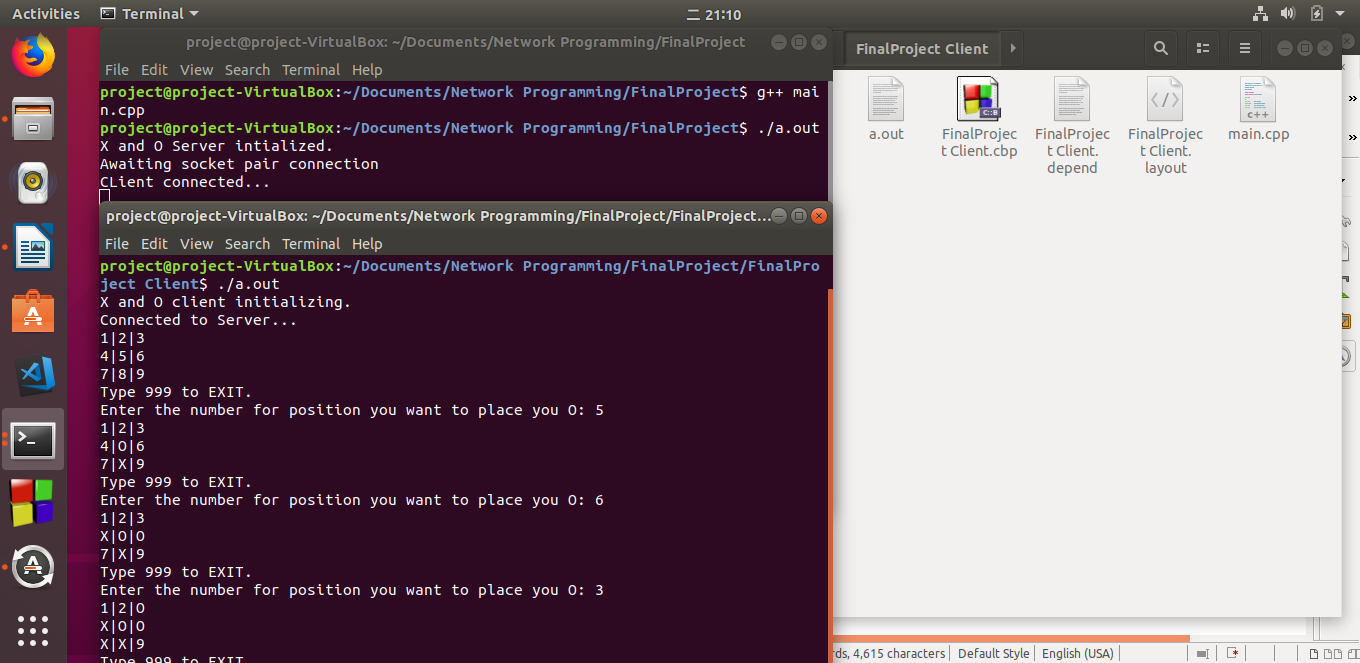 Activities Terminal 二 21:10
project@project-VirtualBox: ~/Documents/Network Programming/FinalProject
File Edit View Search Terminal Help
project@project-VirtualBox:~/Documents/Network Programming/FinalProject$ g++ mai
n.cpp
project@project-VirtualBox:~/Documents/Network Programming/FinalProject$ ./a.out
X and O Server intialized.
Awaiting socket pair connection
CLient connected...
project@project-VirtualBox: ~/Documents/Network Programming/FinalProject/FinalProject...
File Edit View Search Terminal Help
project@project-VirtualBox:~/Documents/Network Programming/FinalProject/FinalPro
ject Client$ ./a.out
X and O client initializing.
Connected to Server...
1|2|3
4|5|6
7|8|9
Type 999 to EXIT.
Enter the number for position you want to place you O: 5
1|2|3
4|O|6
7|X|9
Type 999 to EXIT.
Enter the number for position you want to place you O: 6
1|2|3
X|O|O
7|X|9
Type 999 to EXIT.
Enter the number for position you want to place you O: 3
1|2|O
X|O|O
X|X|9
Type 999 to EXIT.
FinalProject Client
a.out
FinalProjec
t Client.cbp
FinalProjec
t Client.
depend
FinalProjec
t Client.
layout
C++
main.cpp
4,615 characters Default Style English (USA)